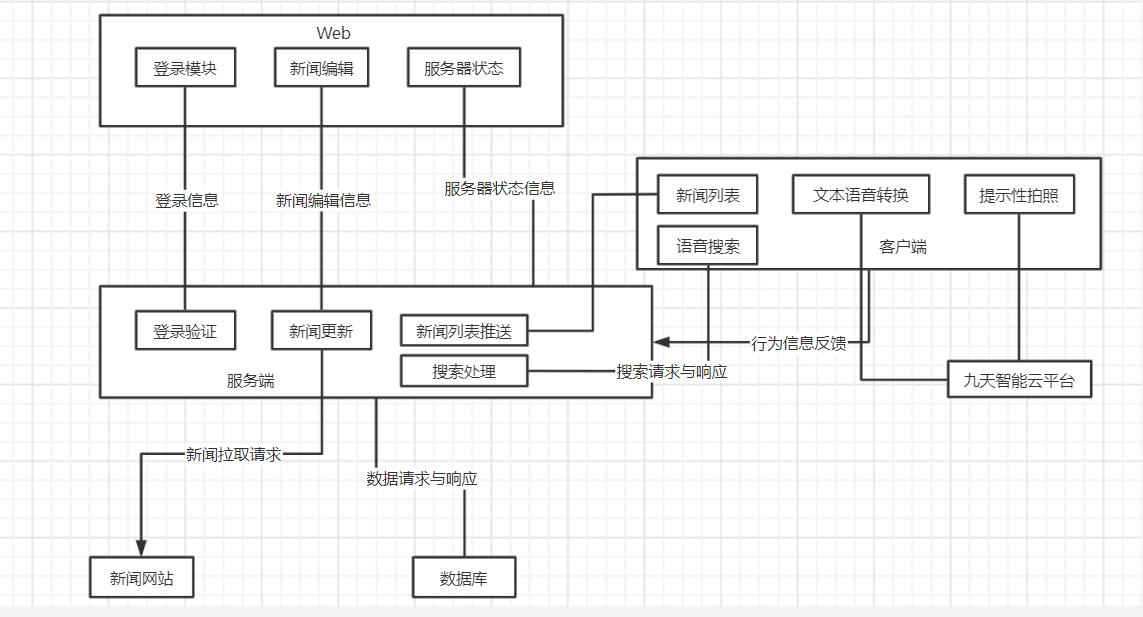 Web
登录模块
新闻编辑
服务器状态
登录信息
新闻编辑信息
服务器状态信息
新闻列表
文本语音转换
提示性拍照
语音搜索
客户端
登录验证
新闻更新
新闻列表推送
搜索处理
服务端
行为信息反馈
搜索请求与响应
九天智能云平台
新闻拉取请求
数据请求与响应
新闻网站
数据库